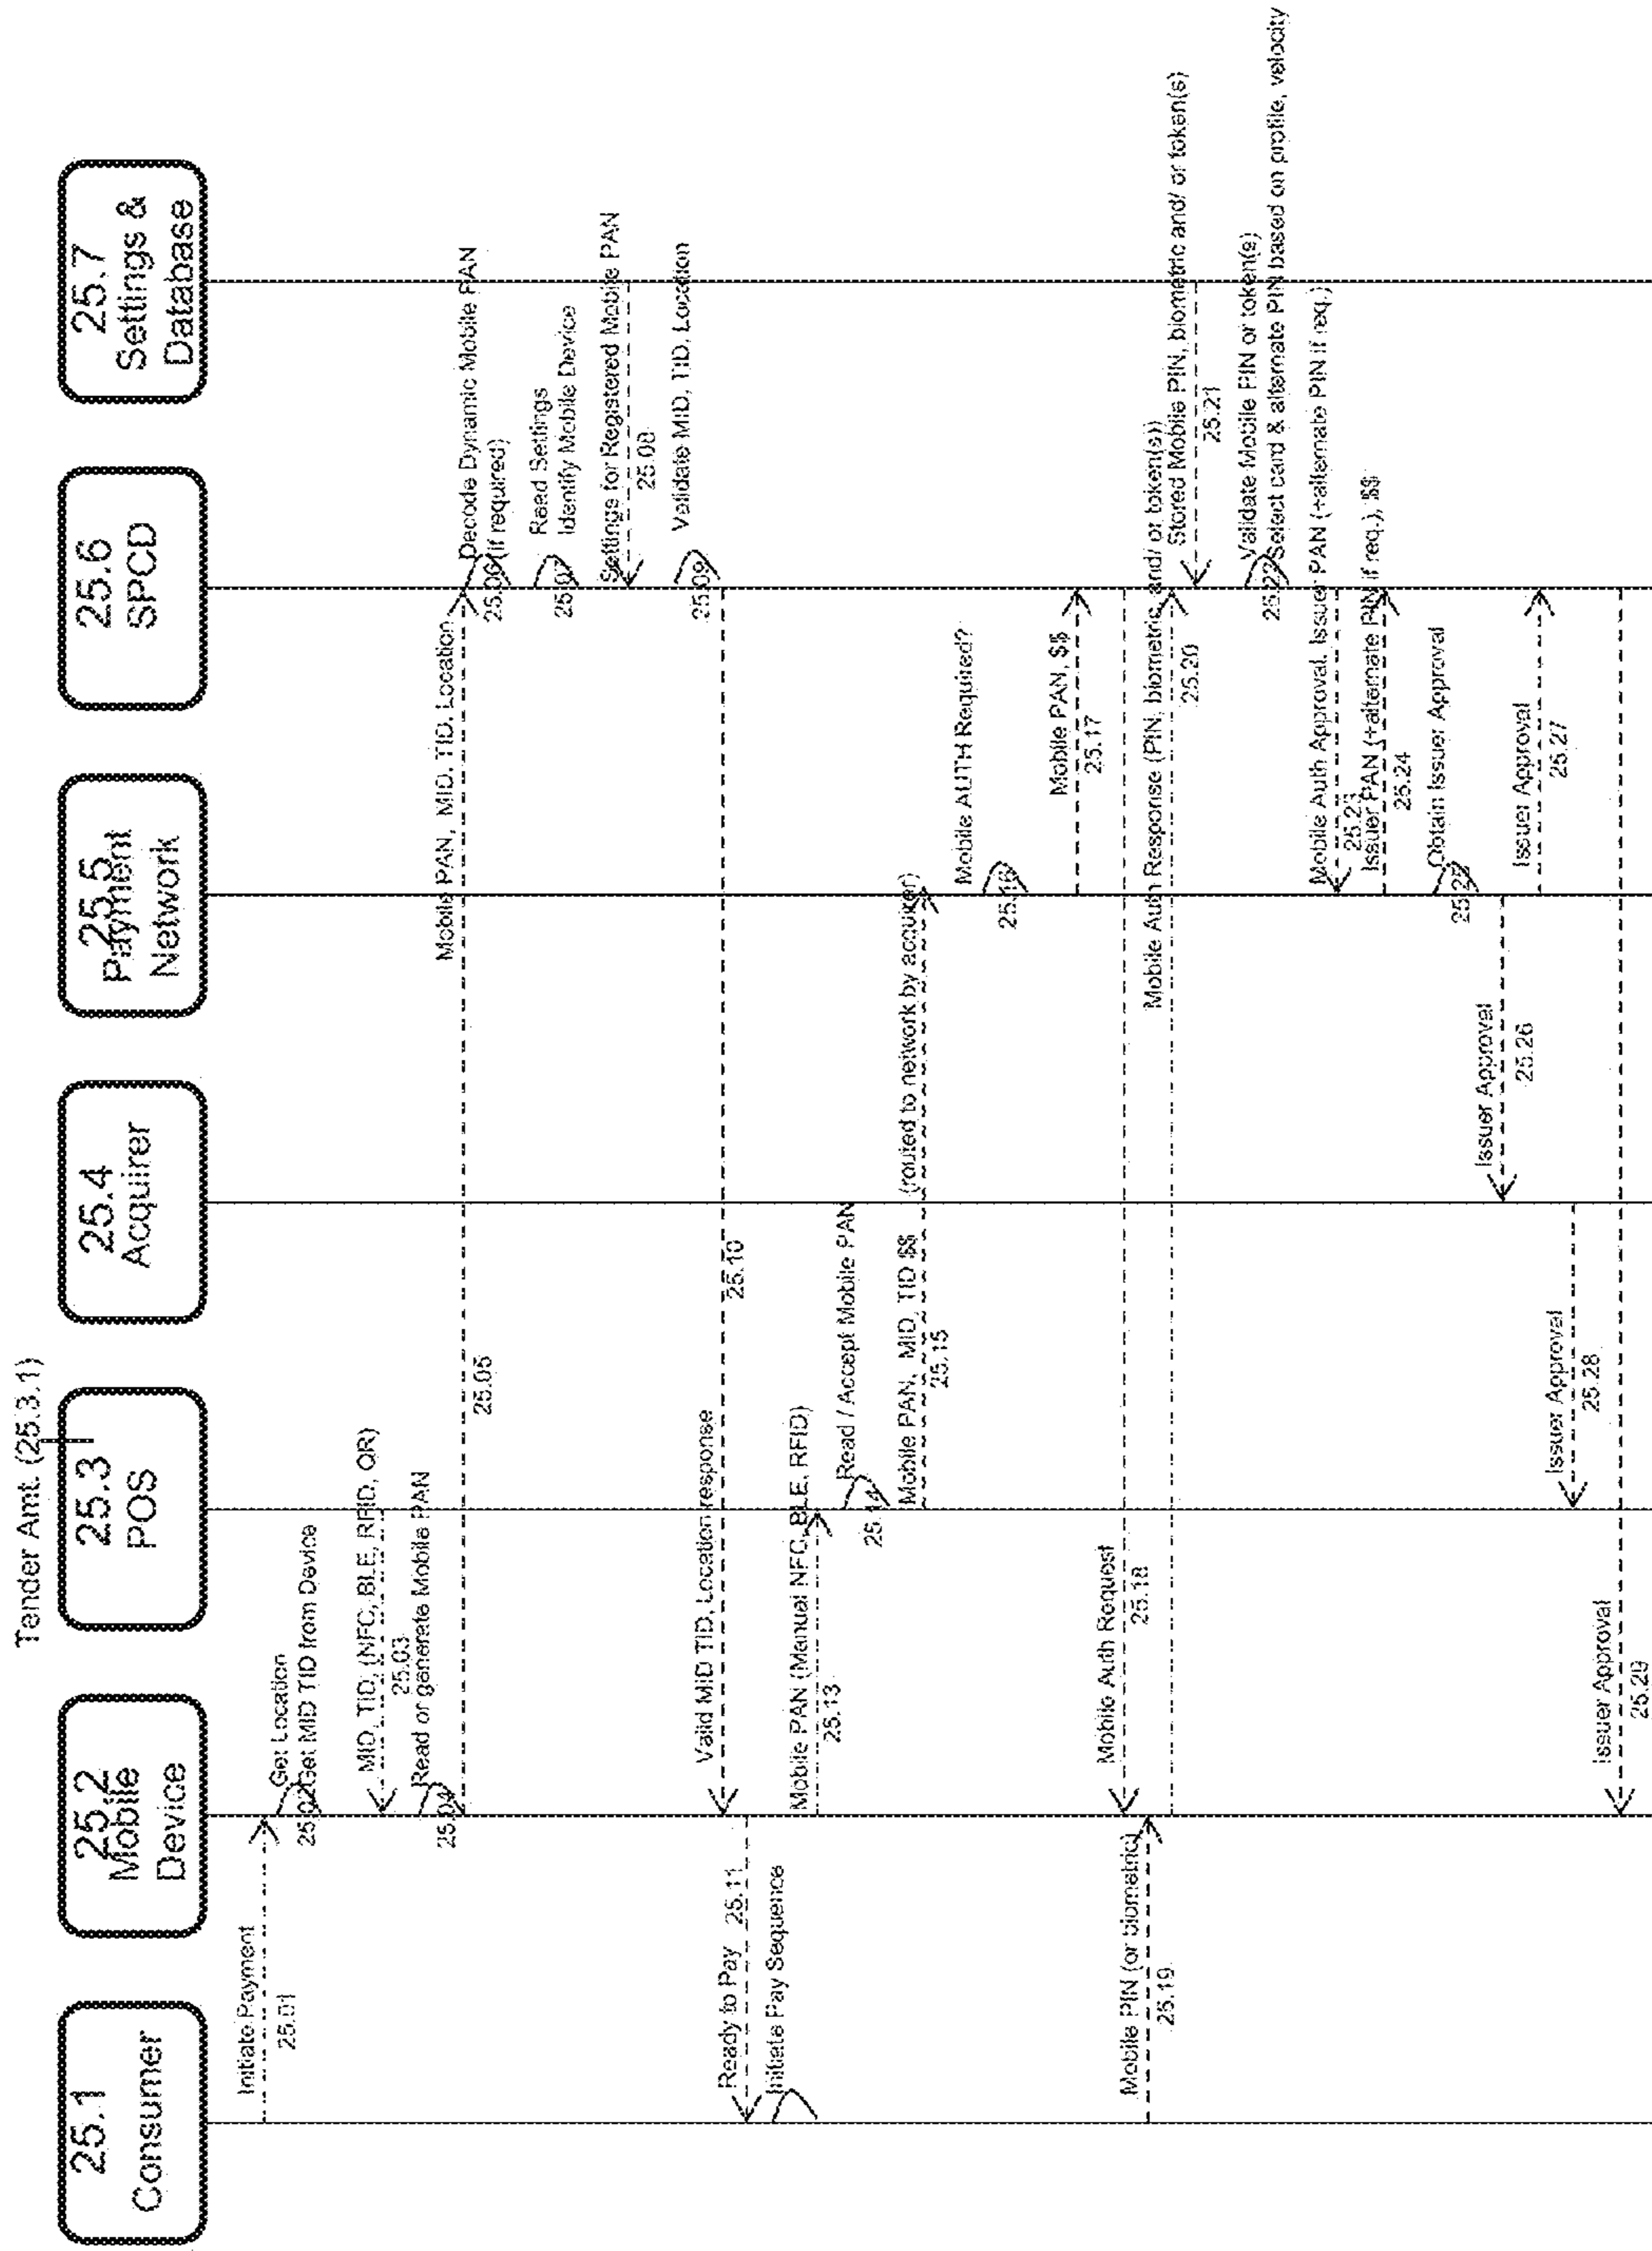 Tender Amt. (25.3.1)
25.1
Consumer
25.2
Mobile
Device
25.3
POS
25.4
Acquirer
25.5
Payment
Network
25.6
SPCD
25.7
Settings &
Database
Initiate Payment
25.01
Get Location
25.02 Get MID TID from Device
MID, TID, (NFC, BLE, RFID, QR)
25.03
Read or generate Mobile PAN
25.04
Mobile PAN, MID, TID, Location
25.05
Decode Dynamic Mobile PAN
25.06 (if required)
Read Settings
Identify Mobile Device
25.07
Settings for Registered Mobile PAN
25.08
Validate MID, TID, Location
25.09
Valid MID TID, Location response
25.10
Ready to Pay 25.11
Initiate Pay Sequence
Mobile PAN (Manual NFC, BLE, RFID)
25.13
Read / Accept Mobile PAN
25.14
Mobile PAN, MID, TID $$ (routed to network by acquirer)
25.15
Mobile AUTH Required?
25.16
Mobile PAN, $$
25.17
Mobile Auth Request
25.18
Mobile PIN (or biometric)
25.19
Mobile Auth Response (PIN, biometric, and/ or token(s))
25.20
Stored Mobile PIN, biometric and/ or token(s)
25.21
Validate Mobile PIN or token(s)
25.22 Select card & alternate PIN based on profile, velocity
Mobile Auth Approval, Issuer PAN (+alternate PIN if req.)
25.23
Issuer PAN (+alternate PIN if req.), $$
25.24
Obtain Issuer Approval
25.25
Issuer Approval
25.26
Issuer Approval
25.27
Issuer Approval
25.28
Issuer Approval
25.29